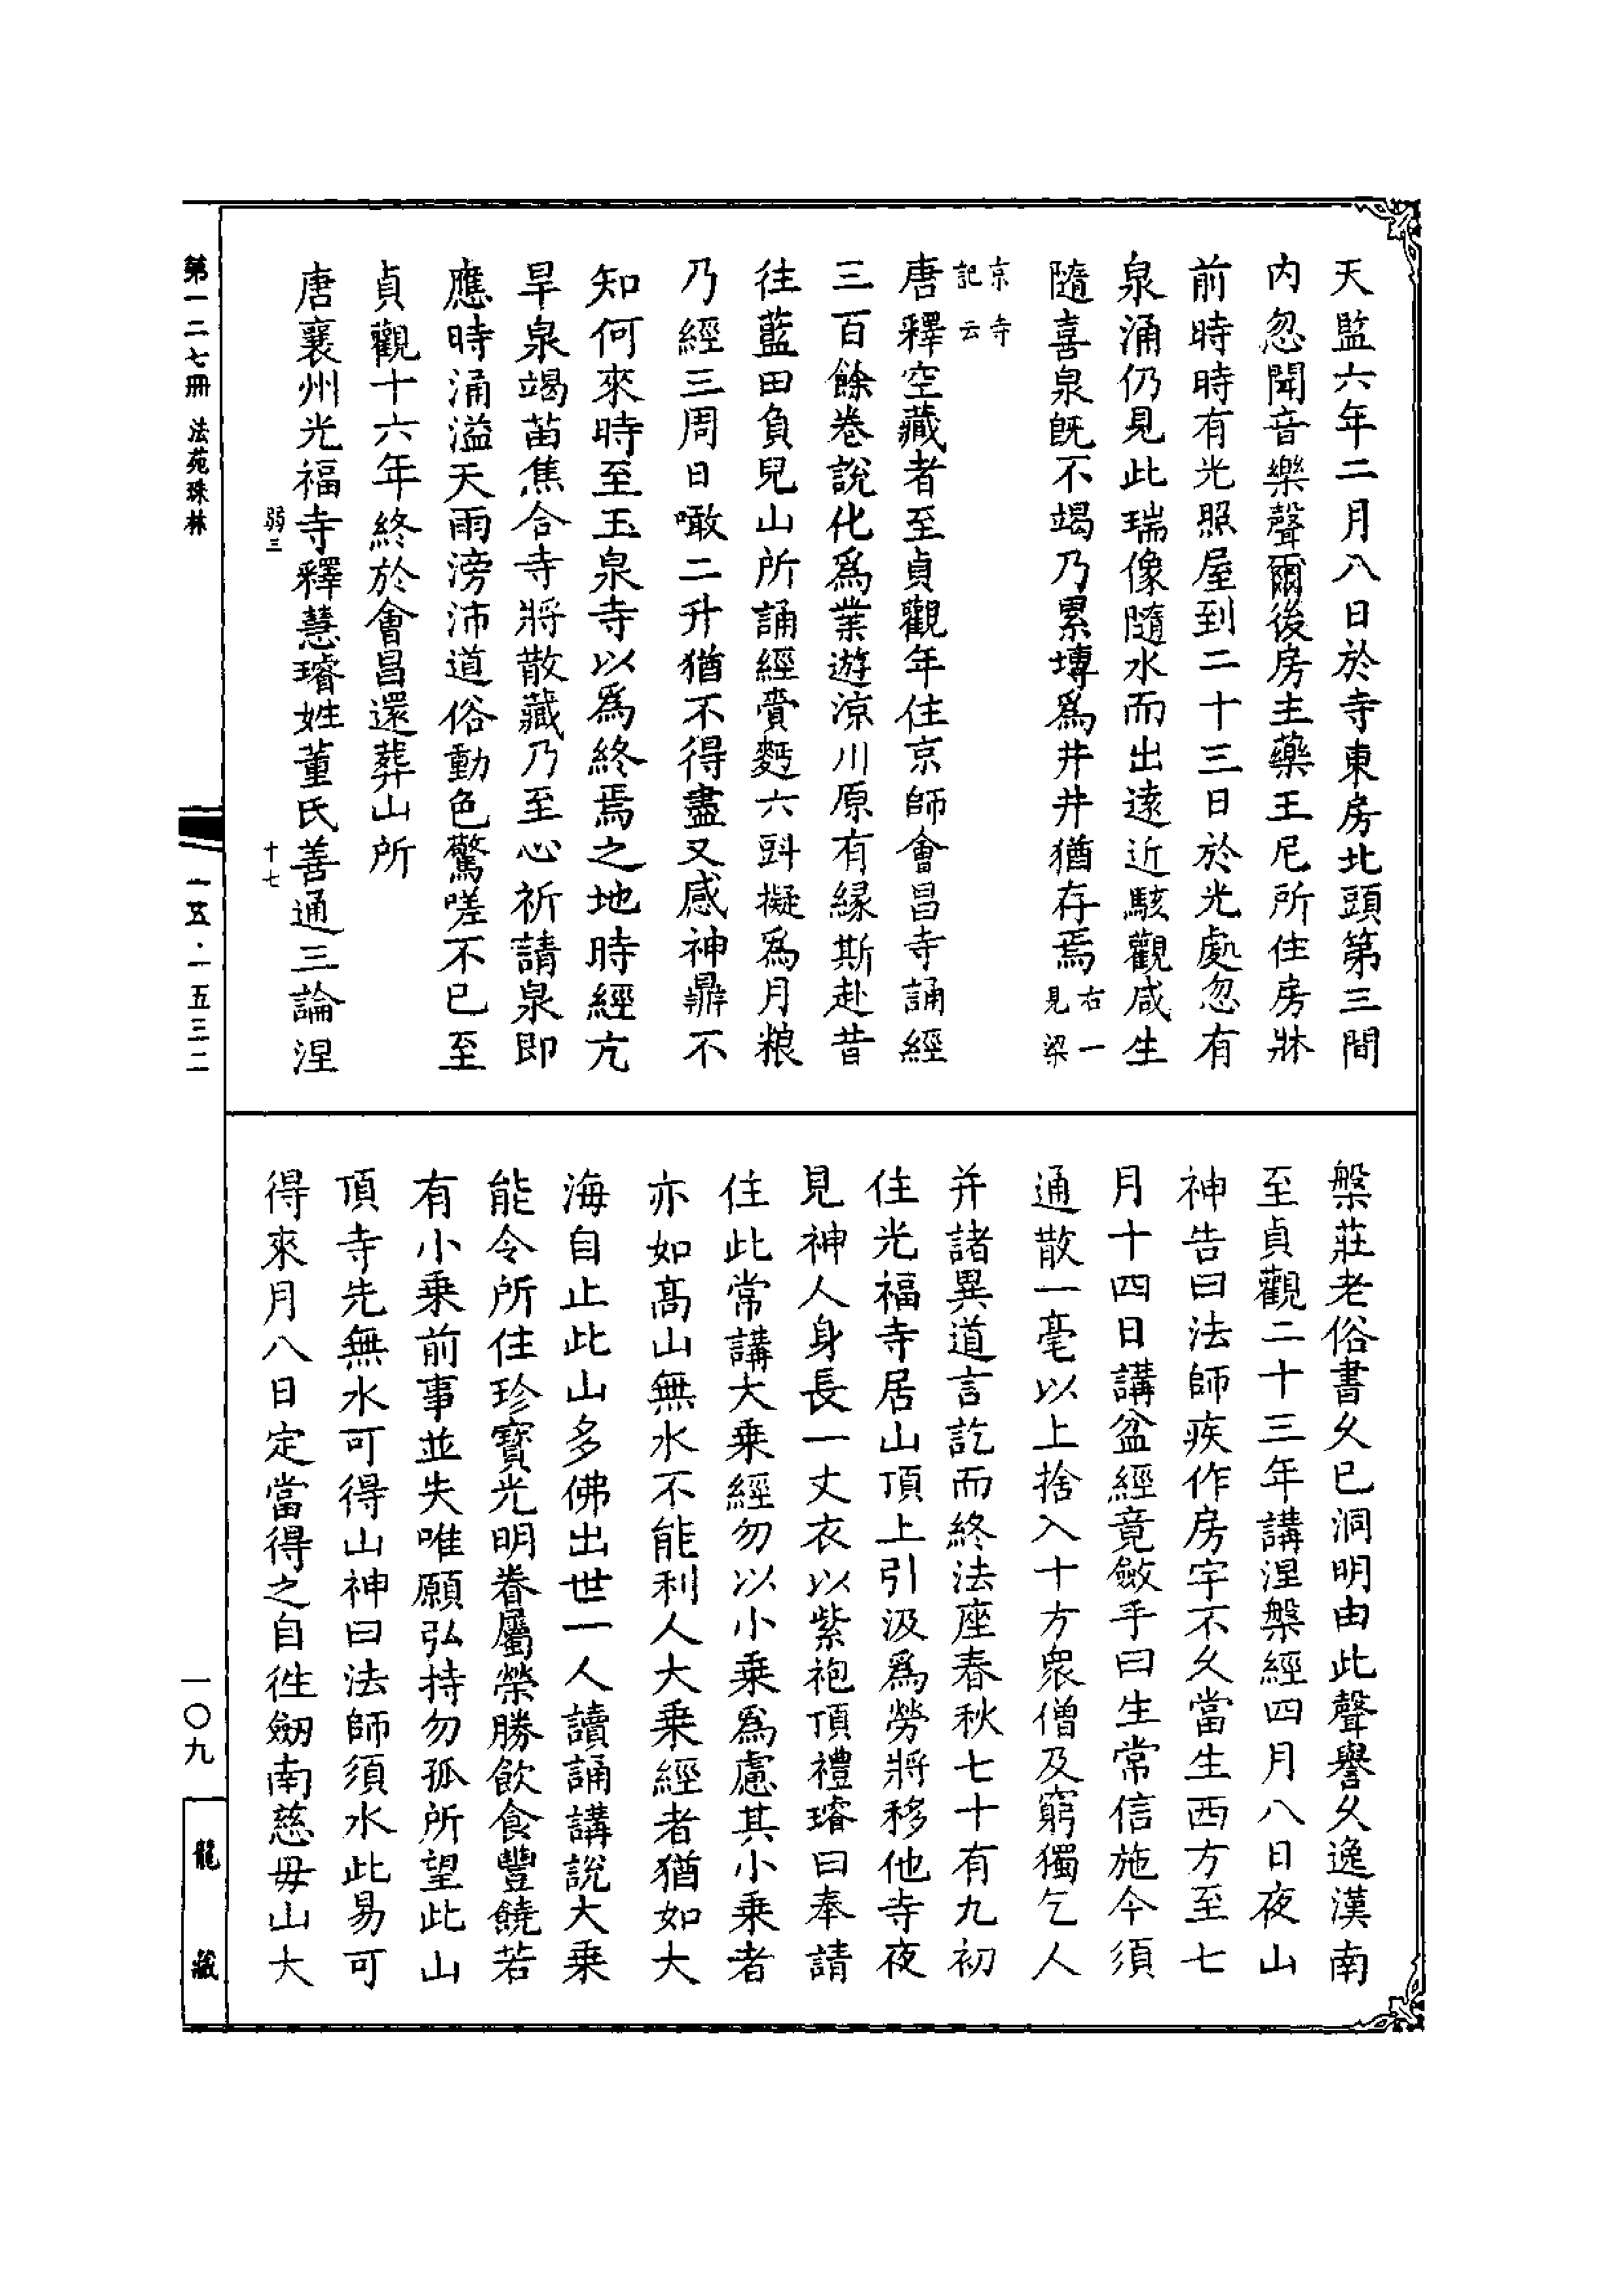 天監六年二月八日於寺東房北頭第三間
内忽聞音樂聲爾後房主藥王尼所住房牀
前時時有光照屋到二十三日於光處忽有
泉涌仍見此瑞像隨水而出遠近駭觀咸生
隨喜泉旣不竭乃累塼爲井井猶存焉右一見梁
京寺記云
唐釋空藏者至貞觀年住京師會昌寺誦經
三百餘卷說化爲業遊涼川原有緣斯赴昔
往藍田負兒山所誦經賷麪六㪷擬爲月粮
乃經三周日噉二升猶不得盡又感神鼎不
知何來時至玉泉寺以爲終焉之地時經亢
旱泉竭苗焦合寺將散藏乃至心祈請泉即
應時涌溢天雨滂沛道俗動色驚嗟不已至
貞觀十六年終於會昌還葬山所
唐襄州光福寺釋慧璿姓董氏善通三論涅
弱三
十七
槃莊老俗書久已洞明由此聲譽久逸漢南
至貞觀二十三年講涅槃經四月八日夜山
神告曰法師疾作房宇不久當生西方至七
月十四日講盆經竟斂手曰生常信施今須
通散一毫以上捨入十方衆僧及窮獨乞人
并諸異道言訖而終法座春秋七十有九初
住光福寺居山頂上引汲爲勞將移他寺夜
見神人身長一丈衣以紫袍頂禮璿曰奉請
住此常講大乗經勿以小乗爲慮其小乗者
亦如髙山無水不能利人大乗經者猶如大
海自止此山多佛出世一人讀誦講說大乗
能令所住珍寶光明眷屬榮勝飲食豐饒若
有小乗前事並失唯願弘持勿孤所望此山
頂寺先無水可得山神曰法師須水此易可
得來月八日定當得之自徃劒南慈毋山大
第一二七冊 法苑珠林
一五五·一五三二
一〇九
龍藏